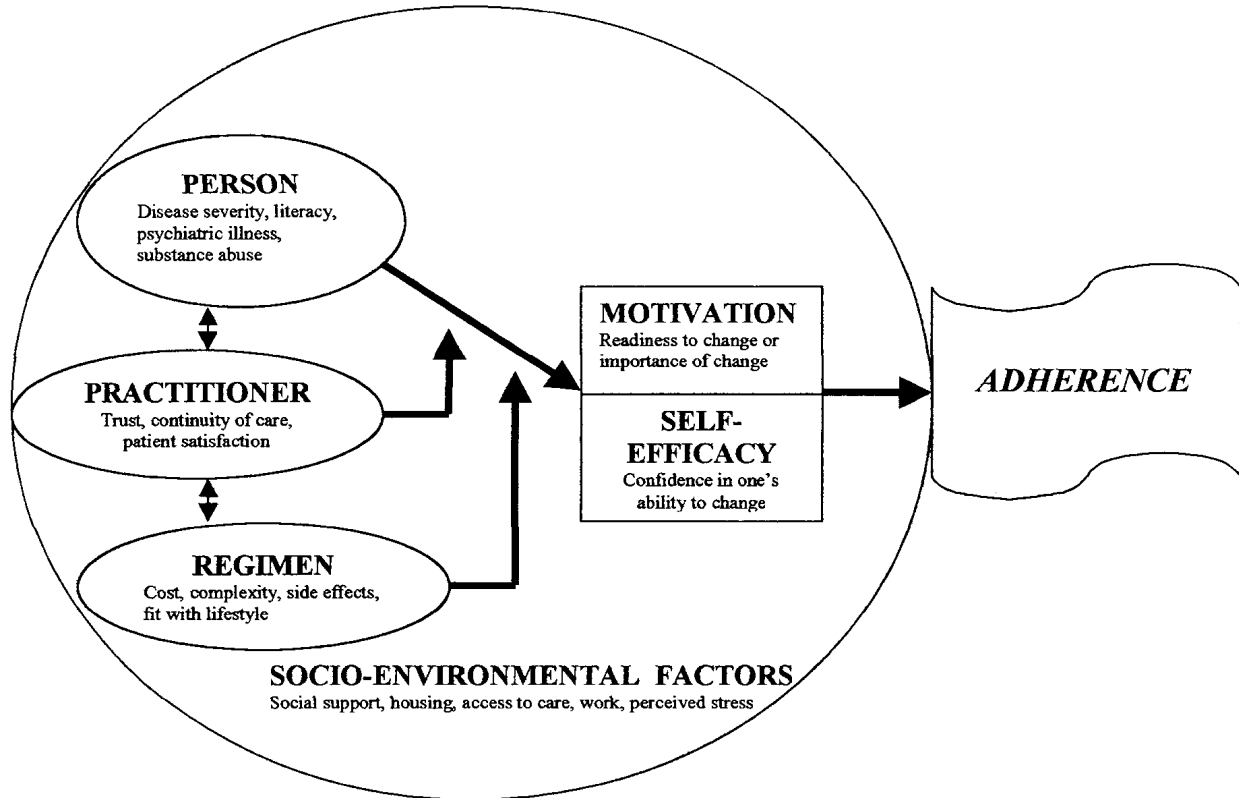 PERSON
Disease severity, literacy,
psychiatric illness,
substance abuse
PRACTITIONER
Trust, continuity of care,
patient satisfaction
REGIMEN
Cost, complexity, side effects,
fit with lifestyle
MOTIVATION
Readiness to change or
importance of change
SELF-
EFFICACY
Confidence in one's
ability to change
ADHERENCE
SOCIO-ENVIRONMENTAL FACTORS
Social support, housing, access to care, work, perceived stress